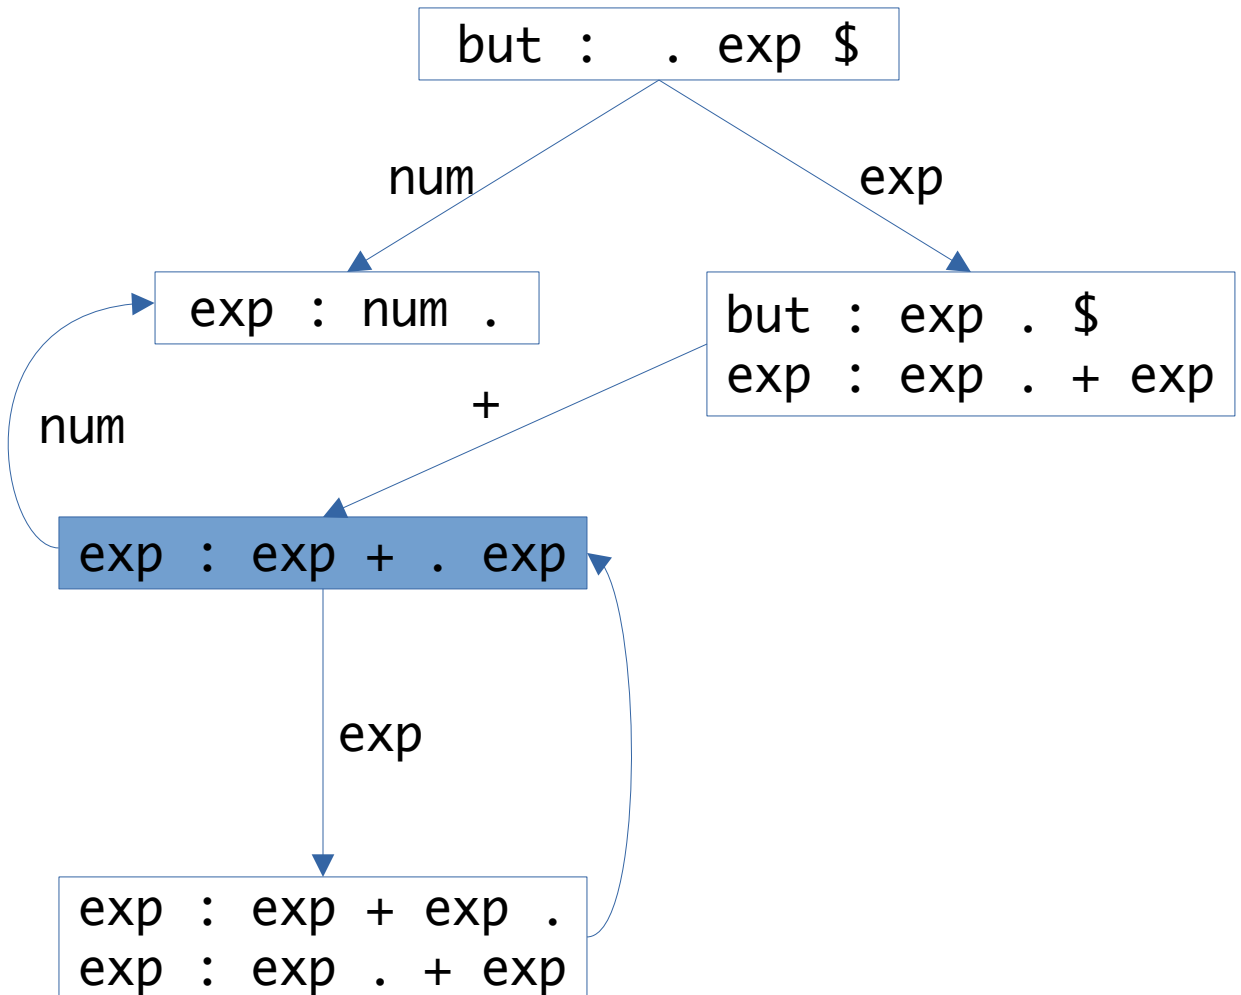 but :  . exp $
num
exp
exp : num .
but : exp . $
exp : exp . + exp
+
num
exp : exp + . exp
exp
exp : exp + exp .
exp : exp . + exp